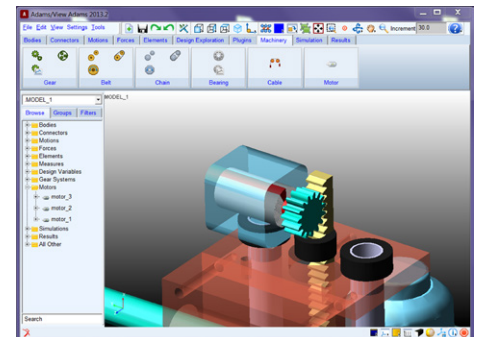 Adams/View Adams 2013.2
File Edit View Settings Tools
Increment 30.0
Bodies Connectors Motions Forces Elements Design Exploration Plugins Machinery Simulation Results
Gear Belt Chain Bearing Cable Motor
MODEL_1
MODEL_1
Browse Groups Filters
Bodies
Connectors
Motions
Forces
Elements
Measures
Design Variables
Gear Systems
Motors
motor_3
motor_2
motor_1
Simulations
Results
All Other
Search